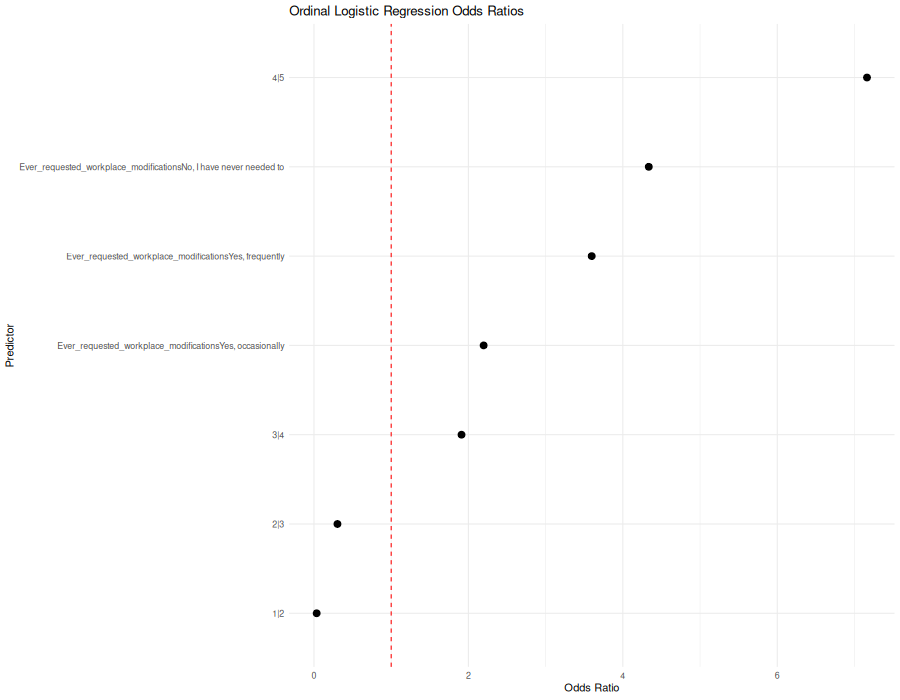 Ordinal Logistic Regression Odds Ratios
4|5
Ever_requested_workplace_modificationsNo, I have never needed to
Ever_requested_workplace_modificationsYes, frequently
Ever_requested_workplace_modificationsYes, occasionally
3|4
2|3
1|2
Predictor
0 2 4 6
Odds Ratio